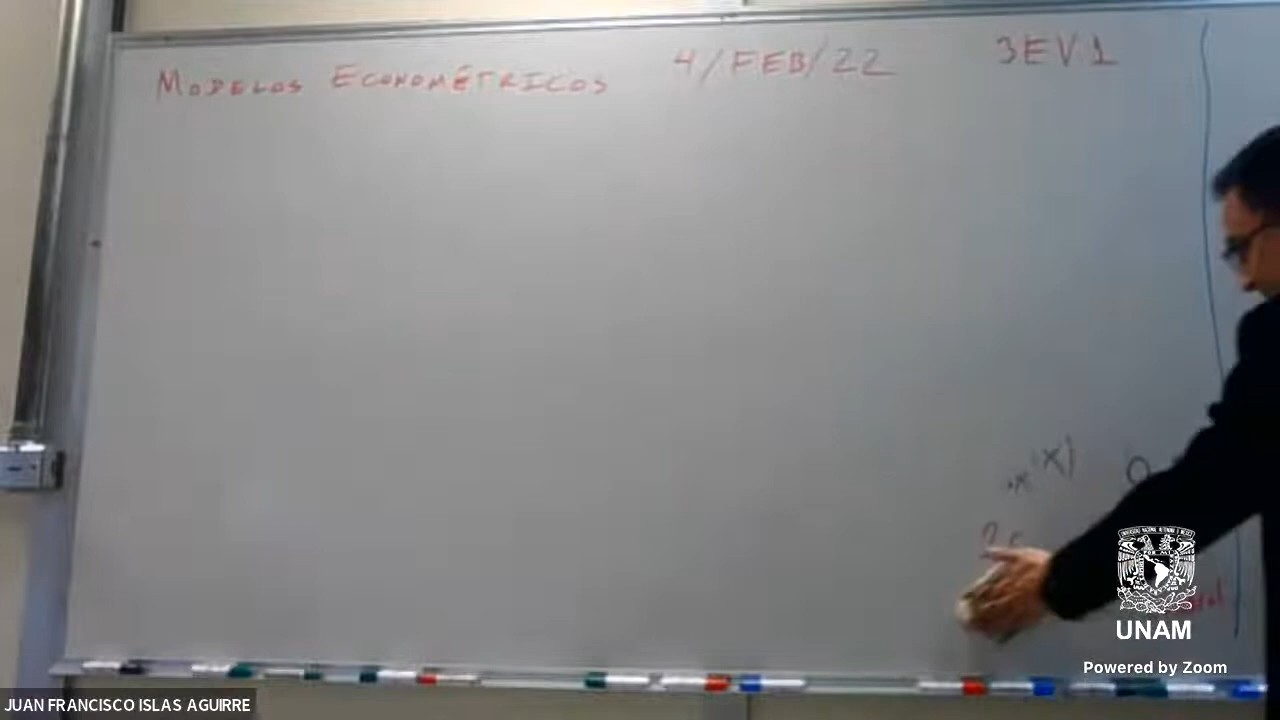 MODELOS ECONOMÉTRICOS 4/FEB/22 3EV1
UNAM
Powered by Zoom
JUAN FRANCISCO ISLAS AGUIRRE